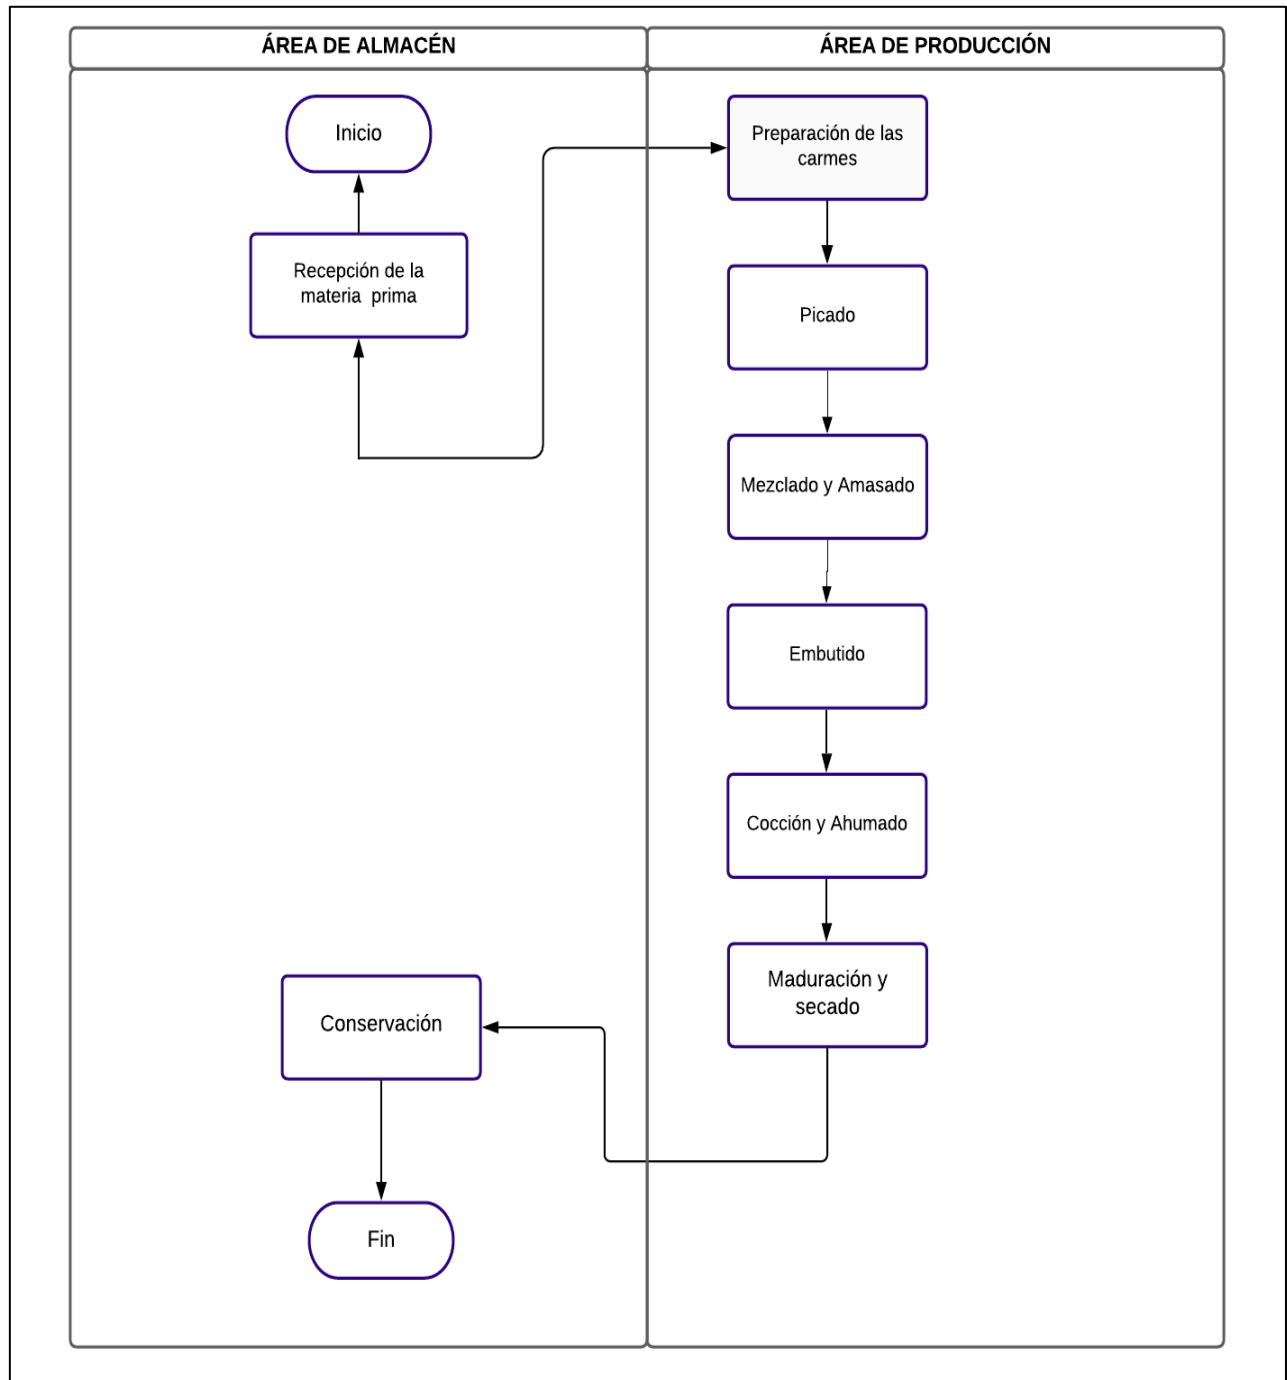 ÁREA DE ALMACÉN
ÁREA DE PRODUCCIÓN
Inicio
Recepción de la
materia prima
Preparación de las
carmes
Picado
Mezclado y Amasado
Embutido
Cocción y Ahumado
Maduración y
secado
Conservación
Fin